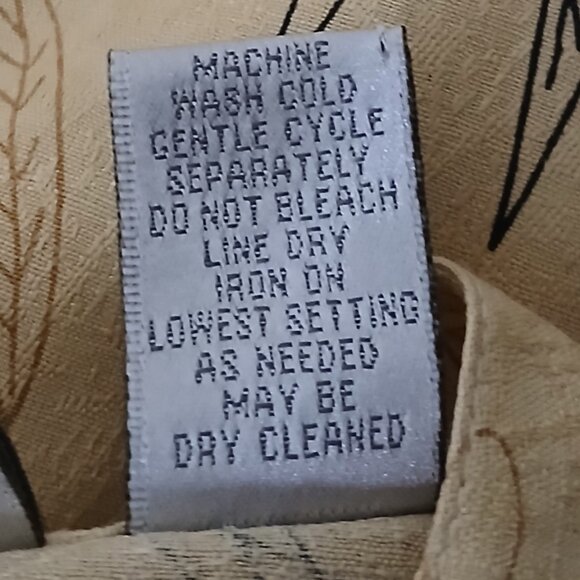 MACHINE
WASH COLD
GENTLE CYCLE
SEPARATELY
DO NOT BLEACH
LINE DRY
IRON ON
LOWEST SETTING
AS NEEDED
MAY BE
DRY CLEANED